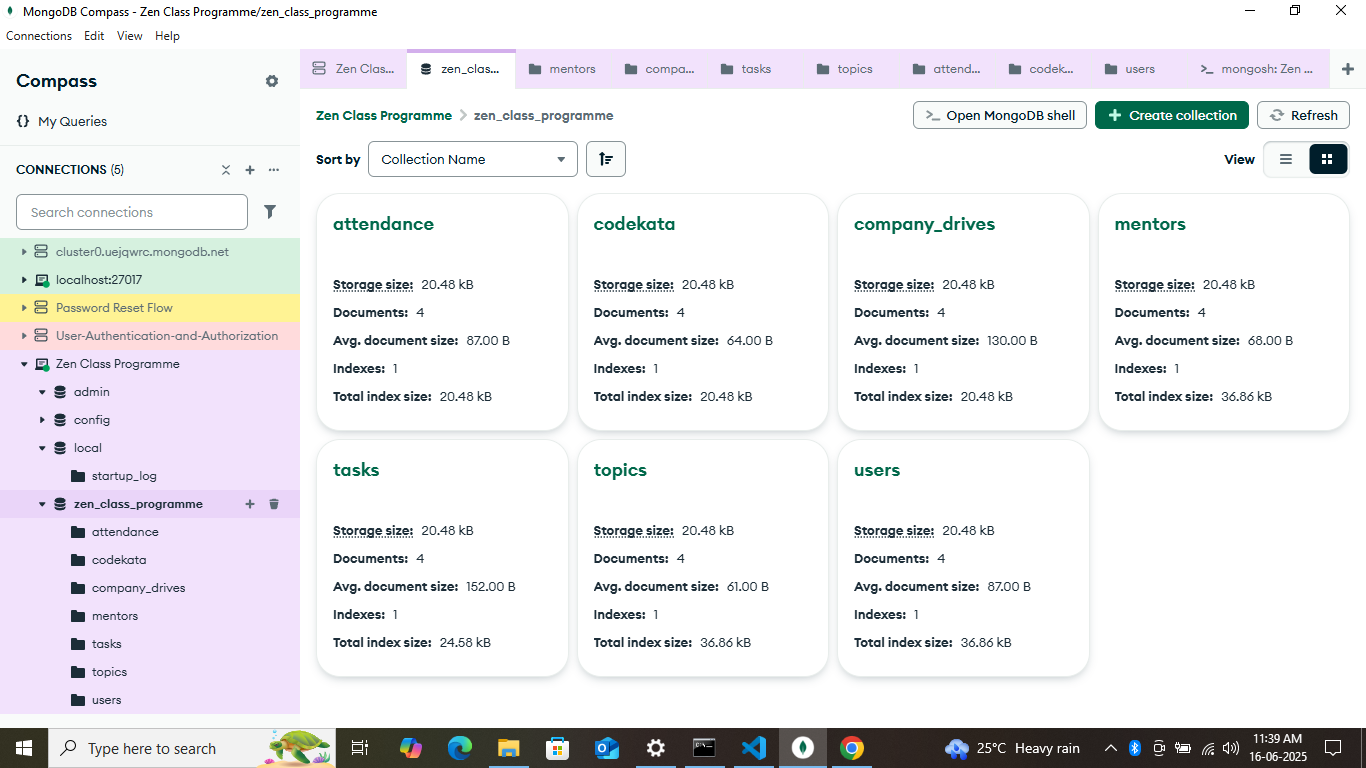 MongoDB Compass - Zen Class Programme/zen_class_programme
Connections Edit View Help
Compass
My Queries
CONNECTIONS (5)
Search connections
cluster0.uejqwrc.mongodb.net
localhost:27017
Password Reset Flow
User-Authentication-and-Authorization
Zen Class Programme
admin
config
local
startup_log
zen_class_programme
attendance
codekata
company_drives
mentors
tasks
topics
users
Zen Clas... zen_clas... mentors compa... tasks topics attend... codek... users >_ mongosh: Zen ...
Zen Class Programme > zen_class_programme
>_ Open MongoDB shell + Create collection Refresh
Sort by Collection Name View
attendance
Storage size: 20.48 kB
Documents: 4
Avg. document size: 87.00 B
Indexes: 1
Total index size: 20.48 kB
codekata
Storage size: 20.48 kB
Documents: 4
Avg. document size: 64.00 B
Indexes: 1
Total index size: 20.48 kB
company_drives
Storage size: 20.48 kB
Documents: 4
Avg. document size: 130.00 B
Indexes: 1
Total index size: 20.48 kB
mentors
Storage size: 20.48 kB
Documents: 4
Avg. document size: 68.00 B
Indexes: 1
Total index size: 36.86 kB
tasks
Storage size: 20.48 kB
Documents: 4
Avg. document size: 152.00 B
Indexes: 1
Total index size: 24.58 kB
topics
Storage size: 20.48 kB
Documents: 4
Avg. document size: 61.00 B
Indexes: 1
Total index size: 36.86 kB
users
Storage size: 20.48 kB
Documents: 4
Avg. document size: 87.00 B
Indexes: 1
Total index size: 36.86 kB
Type here to search
25°C Heavy rain
11:39 AM
16-06-2025